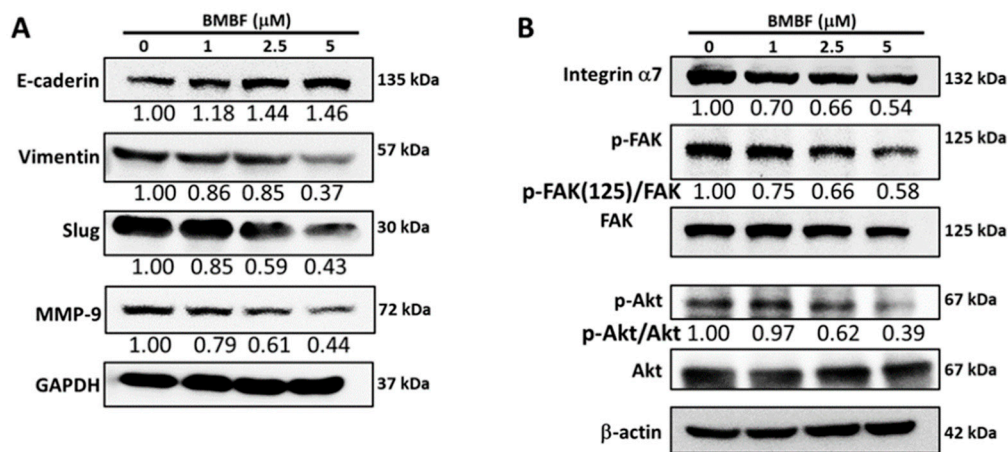 A
BMBF (μM)
0 1 2.5 5
E-caderin 135 kDa
1.00 1.18 1.44 1.46
Vimentin 57 kDa
1.00 0.86 0.85 0.37
Slug 30 kDa
1.00 0.85 0.59 0.43
MMP-9 72 kDa
1.00 0.79 0.61 0.44
GAPDH 37 kDa
B
BMBF (μM)
0 1 2.5 5
Integrin α7 132 kDa
1.00 0.70 0.66 0.54
p-FAK 125 kDa
p-FAK(125)/FAK 1.00 0.75 0.66 0.58
FAK 125 kDa
p-Akt 67 kDa
p-Akt/Akt 1.00 0.97 0.62 0.39
Akt 67 kDa
β-actin 42 kDa